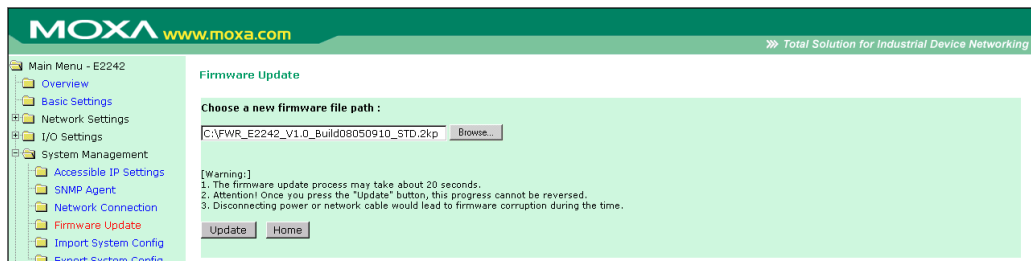 MOXA www.moxa.com
Total Solution for Industrial Device Networking
Main Menu - E2242
Overview
Basic Settings
Network Settings
I/O Settings
System Management
Accessible IP Settings
SNMP Agent
Network Connection
Firmware Update
Import System Config
Export System Config
Firmware Update
Choose a new firmware file path :
C:\FWR_E2242_V1.0_Build08050910_STD.2kp Browse...
[Warning:]
1. The firmware update process may take about 20 seconds.
2. Attention! Once you press the "Update" button, this progress cannot be reversed.
3. Disconnecting power or network cable would lead to firmware corruption during the time.
Update Home